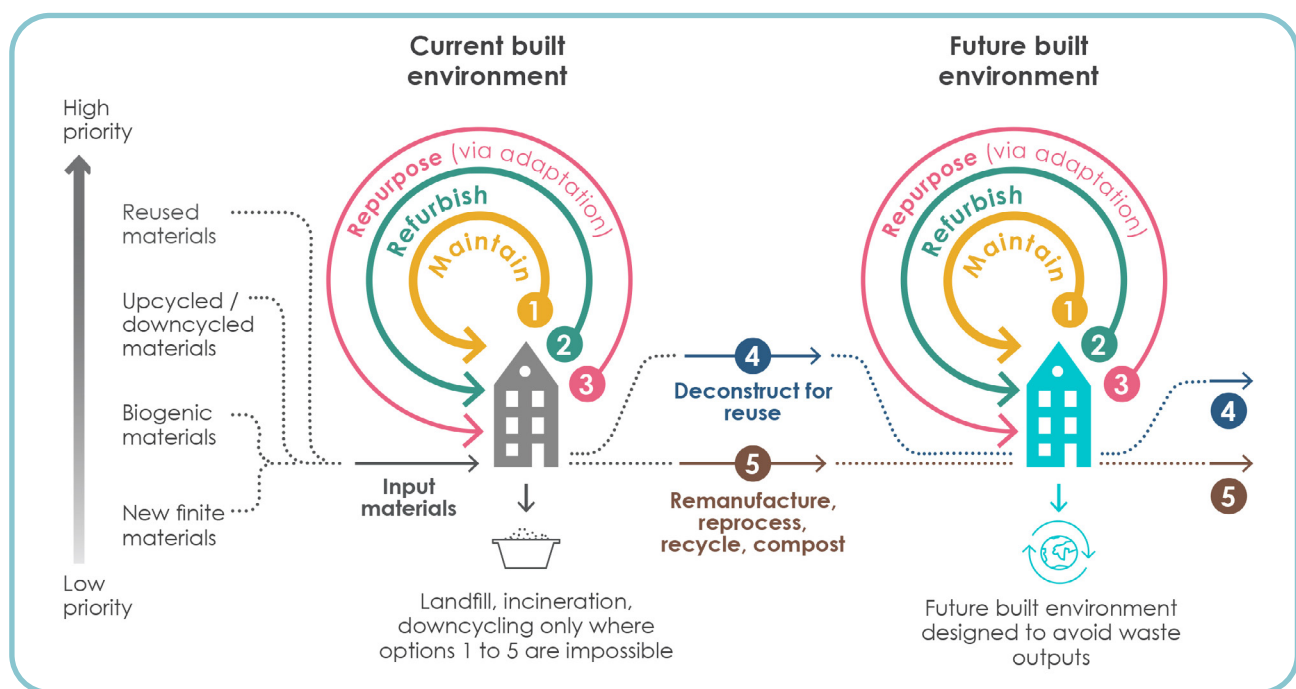 Current built
environment
Future built
environment
High
priority
Reused
materials
Upcycled /
downcycled
materials
Biogenic
materials
New finite
materials
Low
priority
Input
materials
Repurpose (via adaptation)
Refurbish
Maintain
1
2
3
4
Deconstruct for
reuse
5
Remanufacture,
reprocess,
recycle, compost
Landfill, incineration,
downcycling only where
options 1 to 5 are impossible
Repurpose (via adaptation)
Refurbish
Maintain
1
2
3
4
5
Future built environment
designed to avoid waste
outputs